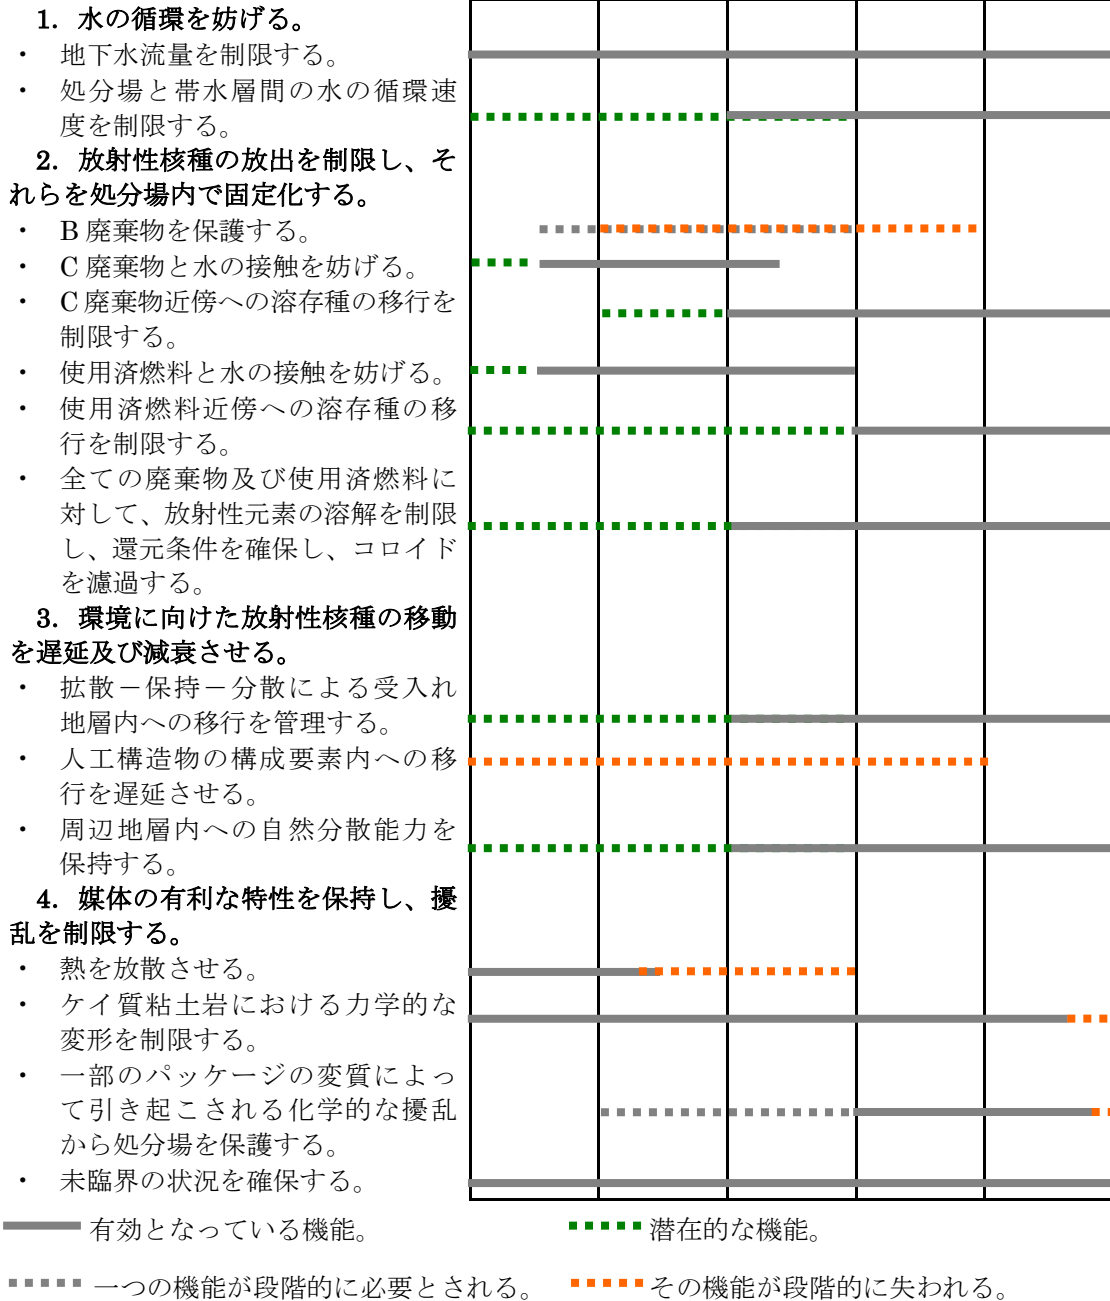 1. 水の循環を妨げる。
・ 地下水流量を制限する。
・ 処分場と帯水層間の水の循環速
度を制限する。
2. 放射性核種の放出を制限し、そ
れらを処分場内で固定化する。
・ B 廃棄物を保護する。
・ C 廃棄物と水の接触を妨げる。
・ C 廃棄物近傍への溶存種の移行を
制限する。
・ 使用済燃料と水の接触を妨げる。
・ 使用済燃料近傍への溶存種の移
行を制限する。
・ 全ての廃棄物及び使用済燃料に
対して、放射性元素の溶解を制限
し、還元条件を確保し、コロイド
を濾過する。
3. 環境に向けた放射性核種の移動
を遅延及び減衰させる。
・ 拡散－保持－分散による受入れ
地層内への移行を管理する。
・ 人工構造物の構成要素内への移
行を遅延させる。
・ 周辺地層内への自然分散能力を
保持する。
4. 媒体の有利な特性を保持し、擾
乱を制限する。
・ 熱を放散させる。
・ ケイ質粘土岩における力学的な
変形を制限する。
・ 一部のパッケージの変質によっ
て引き起こされる化学的な擾乱
から処分場を保護する。
・ 未臨界の状況を確保する。
有効となっている機能。 潜在的な機能。
一つの機能が段階的に必要とされる。 その機能が段階的に失われる。